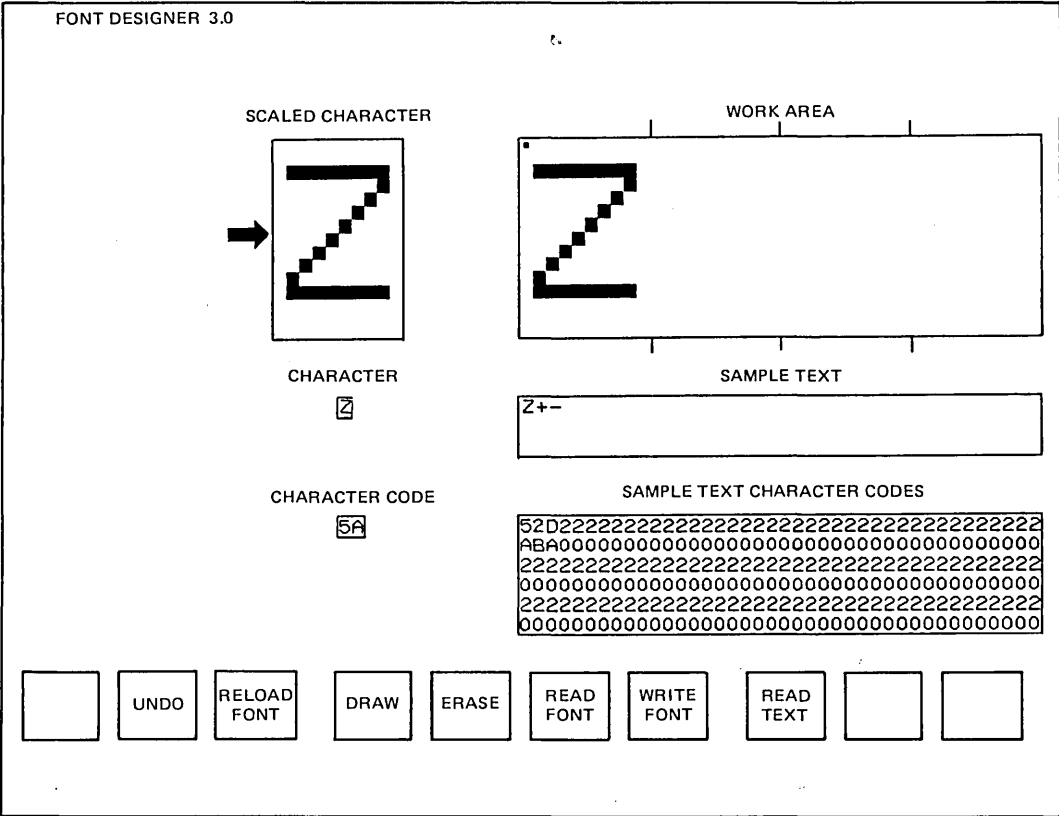 FONT DESIGNER 3.0
SCALED CHARACTER
WORK AREA
CHARACTER
Z
SAMPLE TEXT
Z+−
CHARACTER CODE
5A
SAMPLE TEXT CHARACTER CODES
52D2222222222222222222222222222222222222
ABA0000000000000000000000000000000000000
2222222222222222222222222222222222222222
0000000000000000000000000000000000000000
2222222222222222222222222222222222222222
0000000000000000000000000000000000000000
UNDO
RELOAD
FONT
DRAW
ERASE
READ
FONT
WRITE
FONT
READ
TEXT